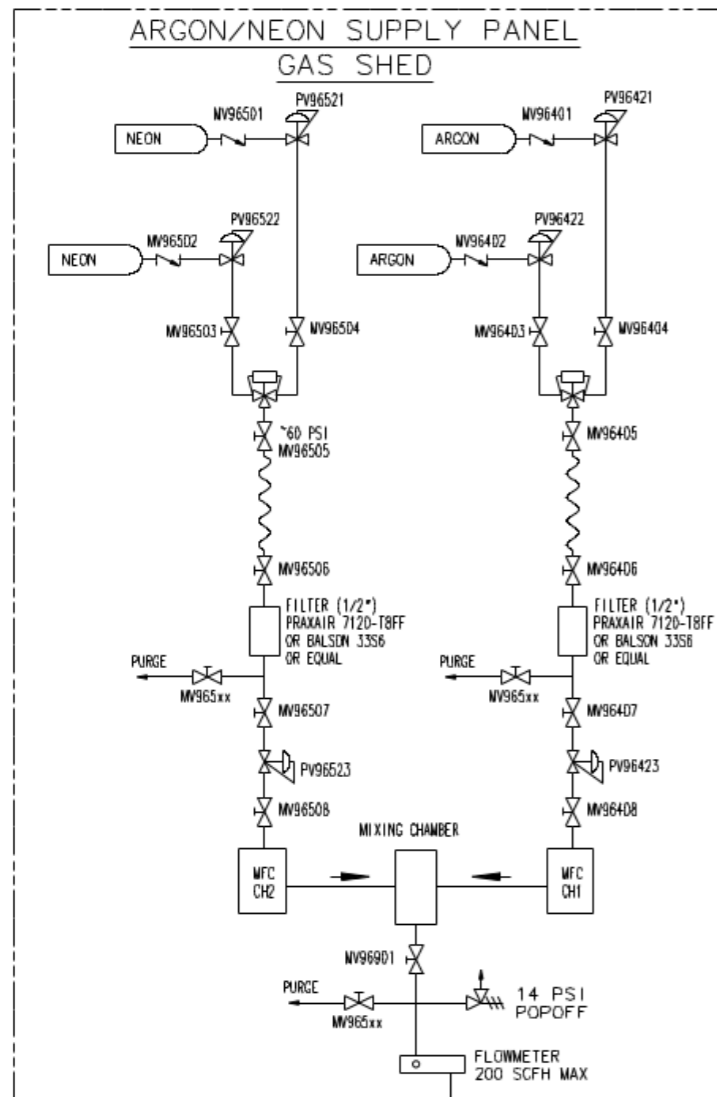 ARGON/NEON SUPPLY PANEL
GAS SHED
MV96501
PV96521
NEON
MV96401
PV96421
ARGON
MV96502
PV96522
NEON
MV96402
PV96422
ARGON
MV96503
MV96504
MV96403
MV96404
~60 PSI
MV96505
MV96405
MV96506
MV96406
FILTER (1/2")
PRAXAIR 7120-T8FF
OR BALSON 33S6
OR EQUAL
FILTER (1/2")
PRAXAIR 7120-T8FF
OR BALSON 33S6
OR EQUAL
PURGE
MV965xx
PURGE
MV965xx
MV96507
MV96407
PV96523
PV96423
MV96508
MV96408
MIXING CHAMBER
MFC
CH2
MFC
CH1
MV96901
PURGE
MV965xx
14 PSI
POPOFF
FLOWMETER
200 SCFH MAX